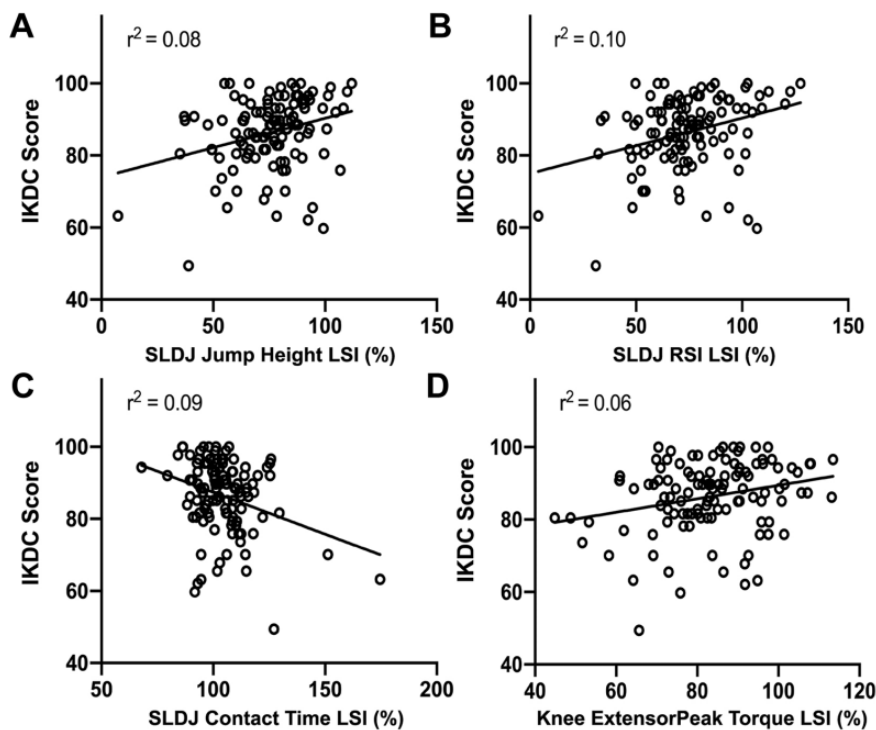 A
r² = 0.08
IKDC Score
100
80
60
40
0
50
100
150
SLDJ Jump Height LSI (%)
B
r² = 0.10
IKDC Score
100
80
60
40
0
50
100
150
SLDJ RSI LSI (%)
C
r² = 0.09
IKDC Score
100
80
60
40
50
100
150
200
SLDJ Contact Time LSI (%)
D
r² = 0.06
IKDC Score
100
80
60
40
40
60
80
100
120
Knee ExtensorPeak Torque LSI (%)